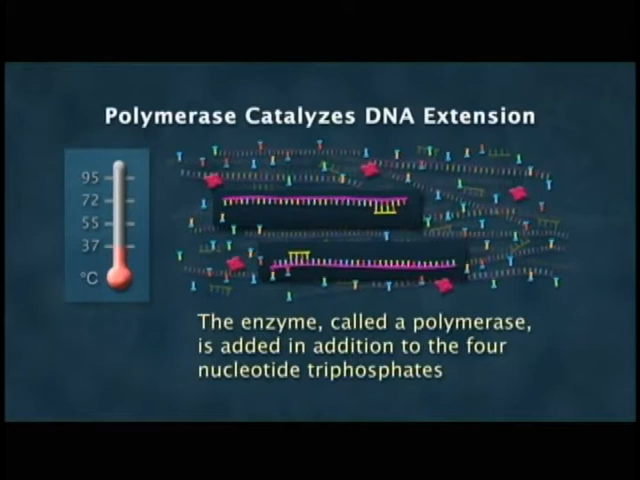 Polymerase Catalyzes DNA Extension
95
72
55
37
°C
The enzyme, called a polymerase,
is added in addition to the four
nucleotide triphosphates